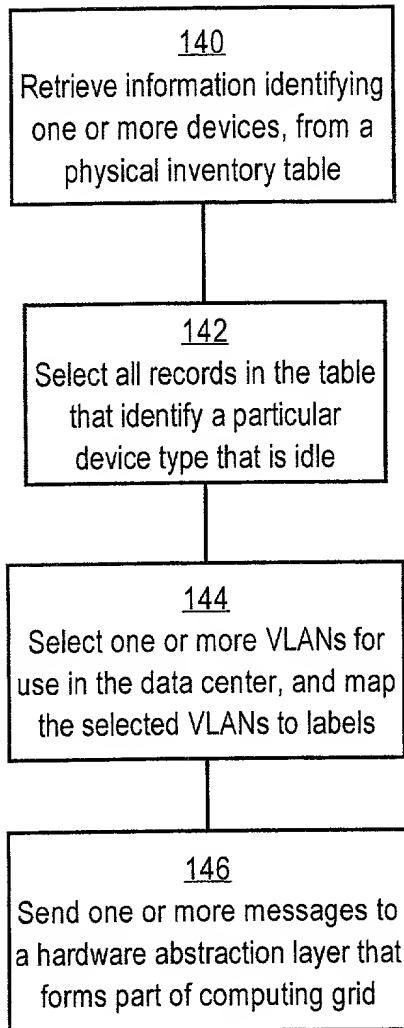 140
Retrieve information identifying
one or more devices, from a
physical inventory table
142
Select all records in the table
that identify a particular
device type that is idle
144
Select one or more VLANs for
use in the data center, and map
the selected VLANs to labels
146
Send one or more messages to
a hardware abstraction layer that
forms part of computing grid